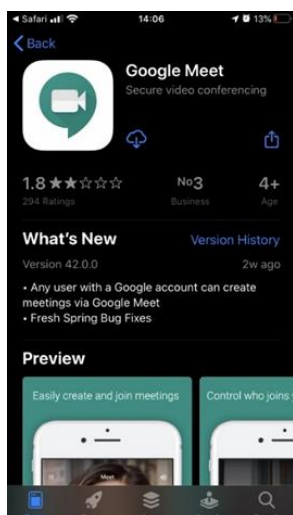 Safari 14:06 13%
Back
Google Meet
Secure video conferencing
1.8 No3 4+
294 Ratings Business Age
What's New Version History
Version 42.0.0 2w ago
• Any user with a Google account can create
meetings via Google Meet
• Fresh Spring Bug Fixes
Preview
Easily create and join meetings Control who joins
Meet